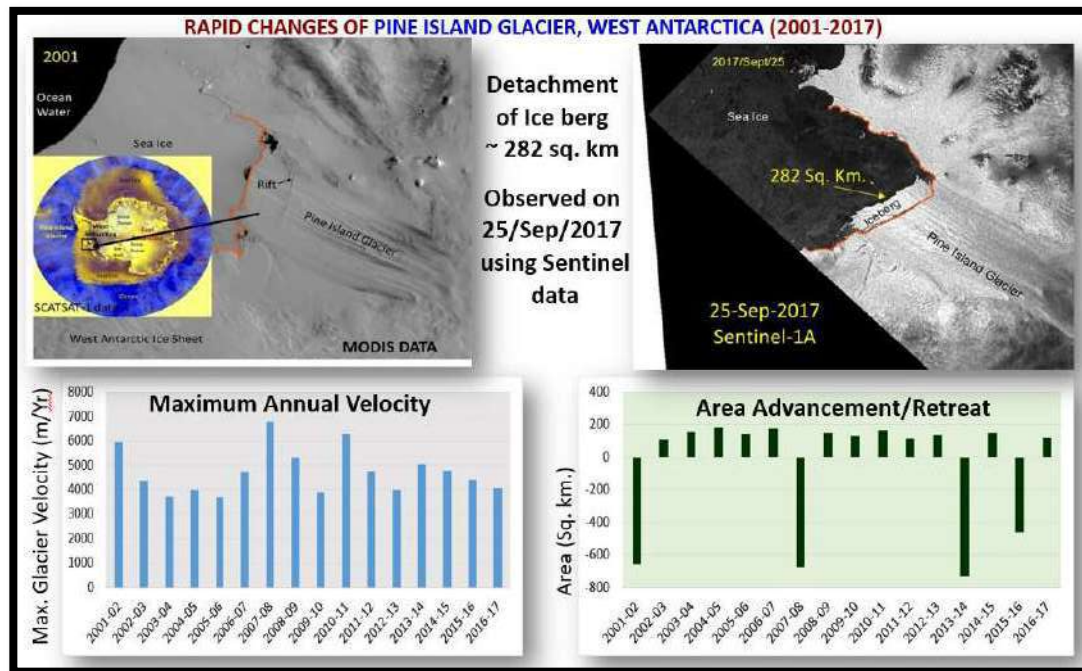 RAPID CHANGES OF PINE ISLAND GLACIER, WEST ANTARCTICA (2001-2017)
2001
Ocean
Water
Sea Ice
Rift
Pine Island Glacier
SCATSAT-1 data
West Antarctic Ice Sheet
MODIS DATA
Detachment
of Ice berg
~ 282 sq. km
Observed on
25/Sep/2017
using Sentinel
data
2017/Sept/25
Sea Ice
282 Sq. Km.
Iceberg
Pine Island Glacier
25-Sep-2017
Sentinel-1A
Maximum Annual Velocity
Max. Glacier Velocity (m/Yr)
8000
7000
6000
5000
4000
3000
2000
1000
0
2001-02
2002-03
2003-04
2004-05
2005-06
2006-07
2007-08
2008-09
2009-10
2010-11
2011-12
2012-13
2013-14
2014-15
2015-16
2016-17
Area Advancement/Retreat
Area (Sq. km.)
400
200
0
-200
-400
-600
-800
2001-02
2002-03
2003-04
2004-05
2005-06
2006-07
2007-08
2008-09
2009-10
2010-11
2011-12
2012-13
2013-14
2014-15
2015-16
2016-17